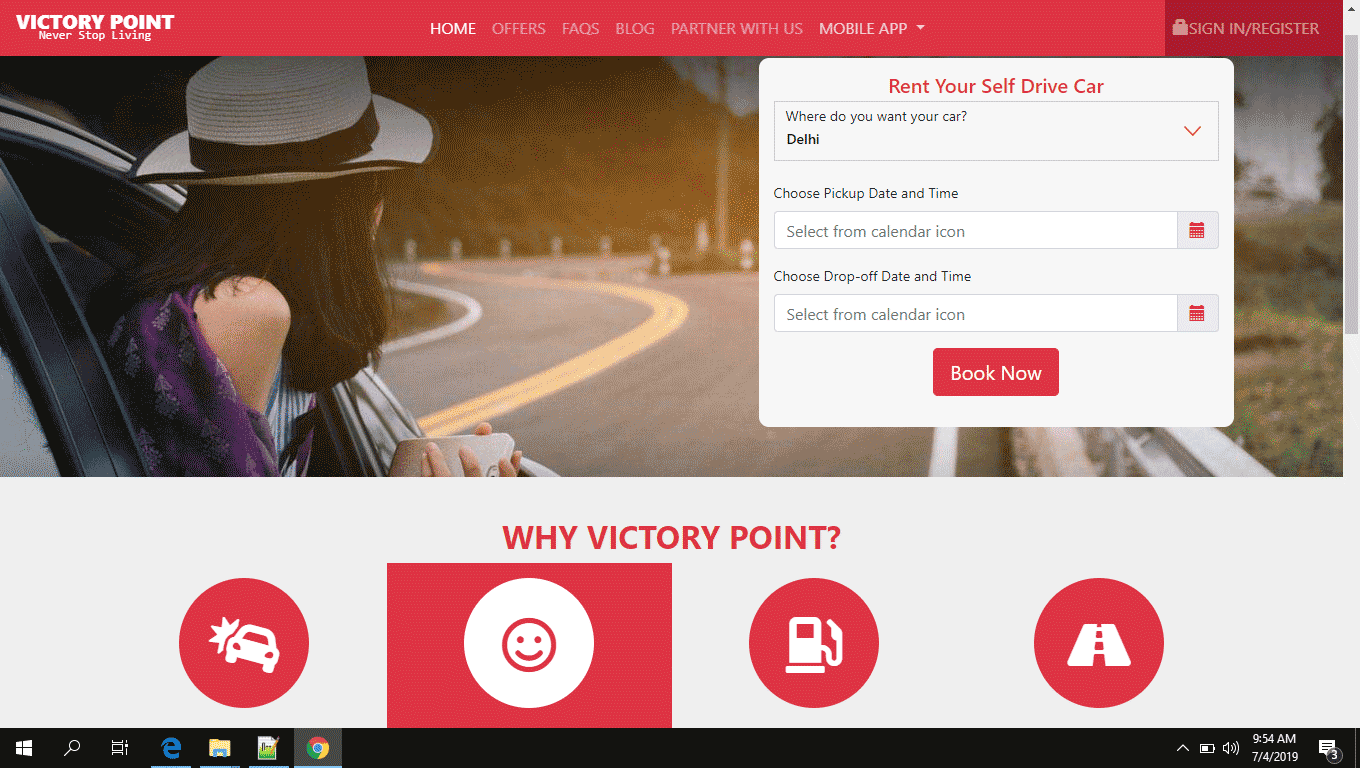 VICTORY POINT
Never Stop Living
HOME OFFERS FAQS BLOG PARTNER WITH US MOBILE APP
SIGN IN/REGISTER
Rent Your Self Drive Car
Where do you want your car?
Delhi
Choose Pickup Date and Time
Select from calendar icon
Choose Drop-off Date and Time
Select from calendar icon
Book Now
WHY VICTORY POINT?
9:54 AM
7/4/2019
3